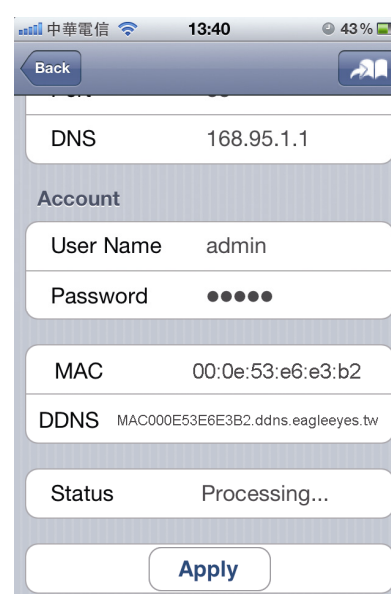 中華電信 13:40 43%
Back
DNS 168.95.1.1
Account
User Name admin
Password ●●●●●
MAC 00:0e:53:e6:e3:b2
DDNS MAC000E53E6E3B2.ddns.eagleeyes.tw
Status Processing...
Apply